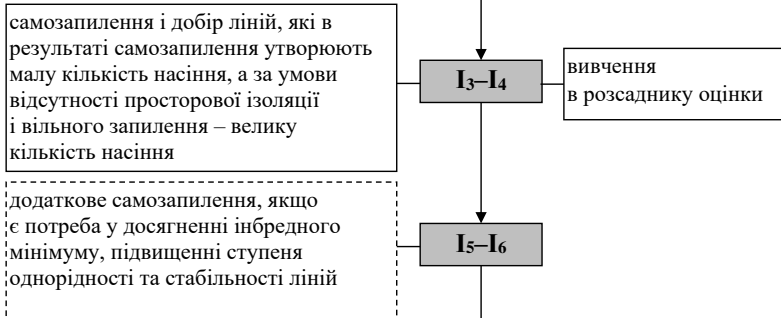 самозапилення і добір ліній, які в
результаті самозапилення утворюють
малу кількість насіння, а за умови
відсутності просторової ізоляції
і вільного запилення – велику
кількість насіння
I₃–I₄
вивчення
в розсаднику оцінки
додаткове самозапилення, якщо
є потреба у досягненні інбредного
мінімуму, підвищенні ступеня
однорідності та стабільності ліній
I₅–I₆